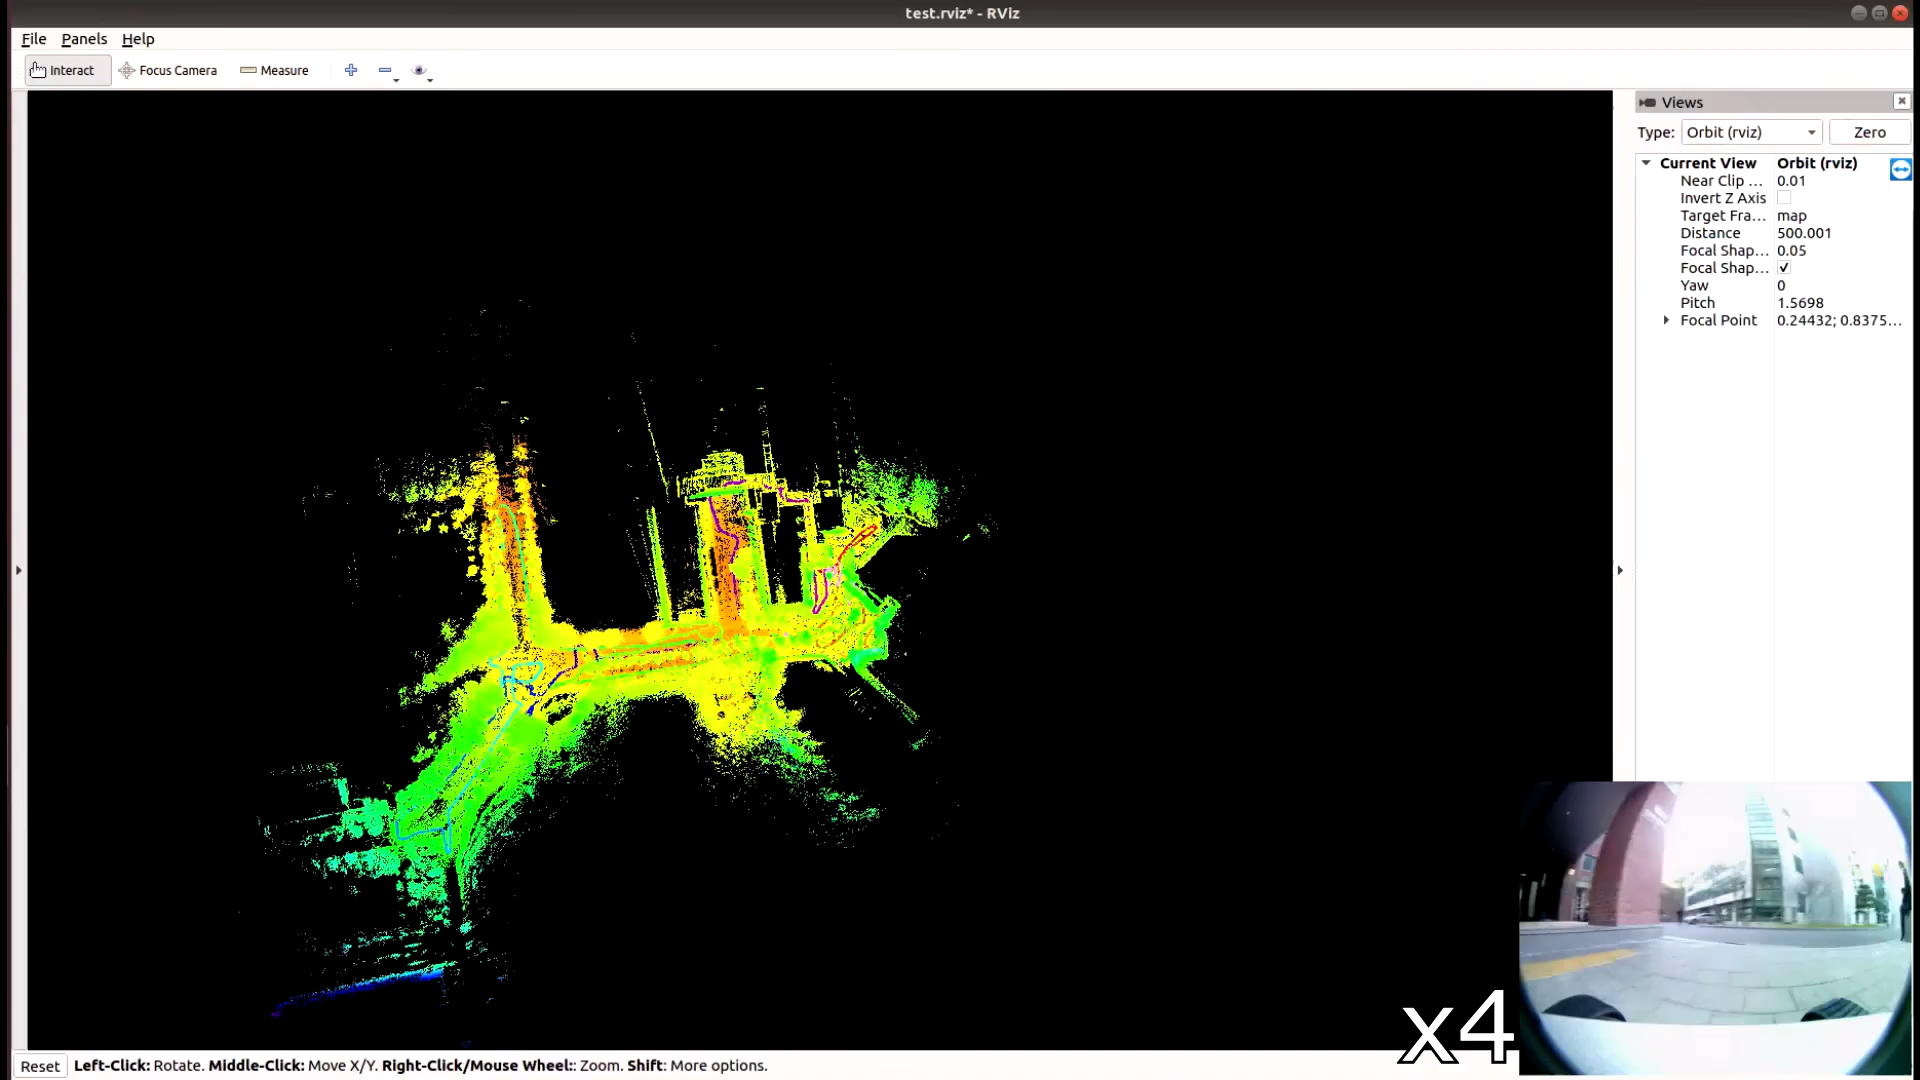 test.rviz* - RViz
File Panels Help
Interact Focus Camera Measure
Views
Type: Orbit (rviz) Zero
Current View Orbit (rviz)
Near Clip ... 0.01
Invert Z Axis
Target Fra... map
Distance 500.001
Focal Shap... 0.05
Focal Shap... ✓
Yaw 0
Pitch 1.5698
Focal Point 0.24432; 0.8375...
x4
Reset Left-Click: Rotate. Middle-Click: Move X/Y. Right-Click/Mouse Wheel:: Zoom. Shift: More options.